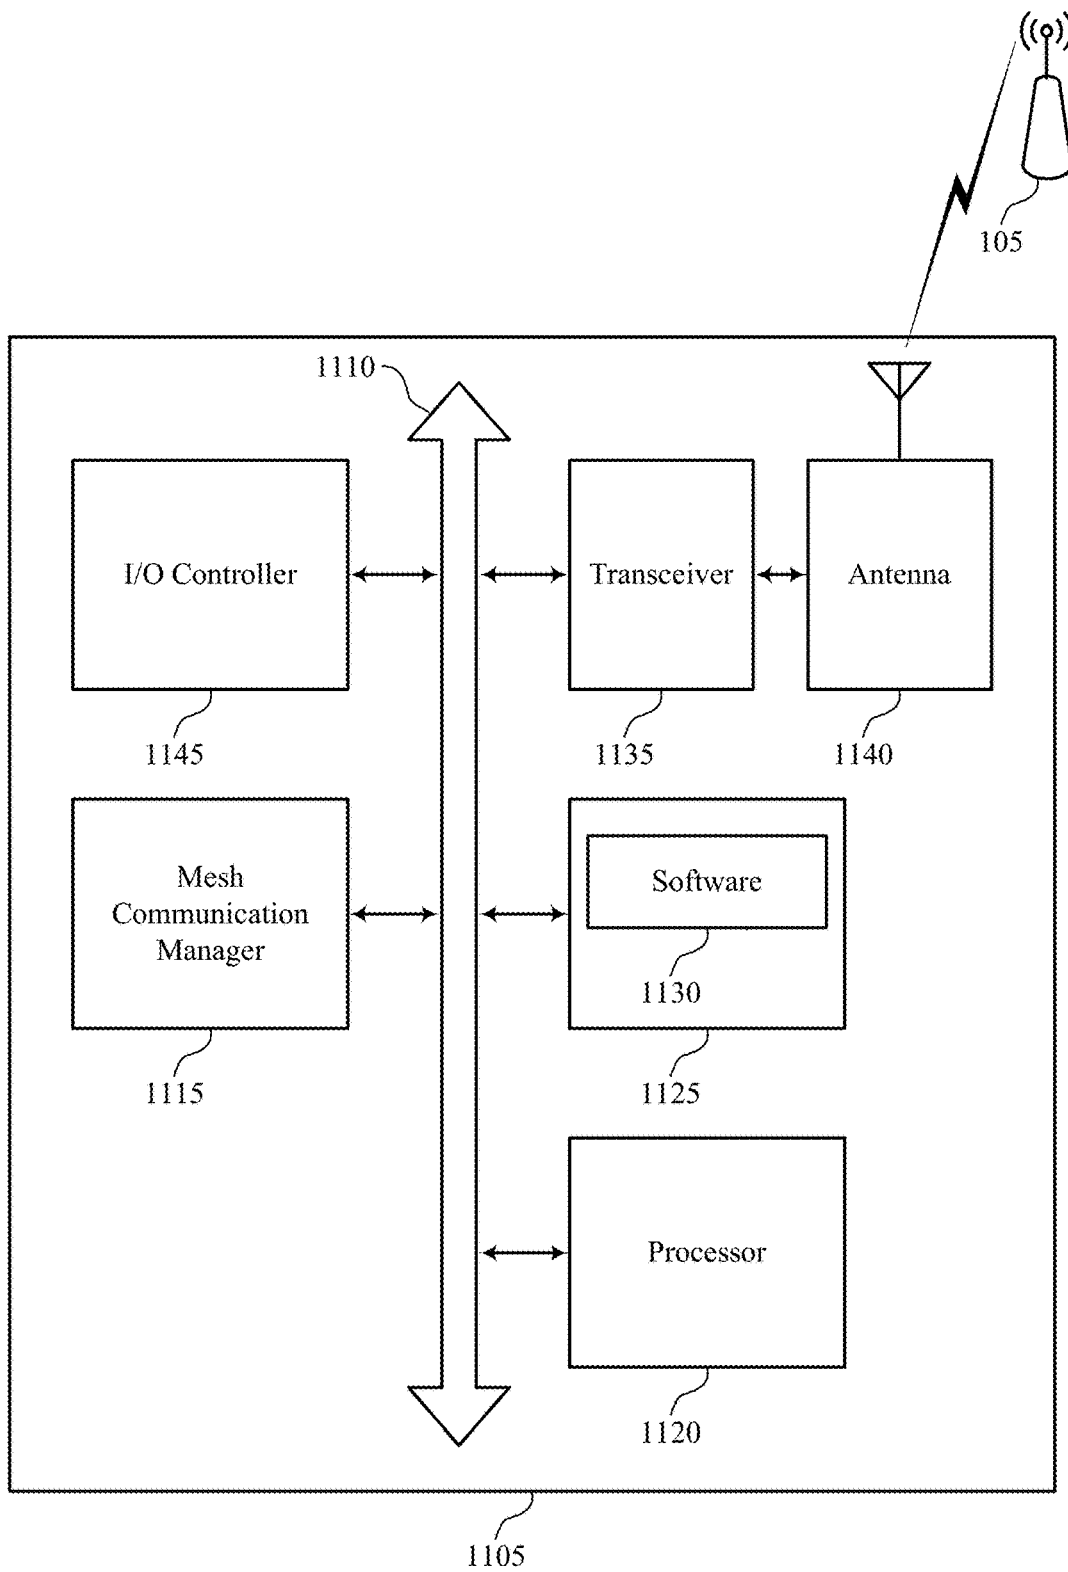 105
1110
I/O Controller
Transceiver
Antenna
1145
1135
1140
Mesh
Communication
Manager
Software
1130
1115
1125
Processor
1120
1105